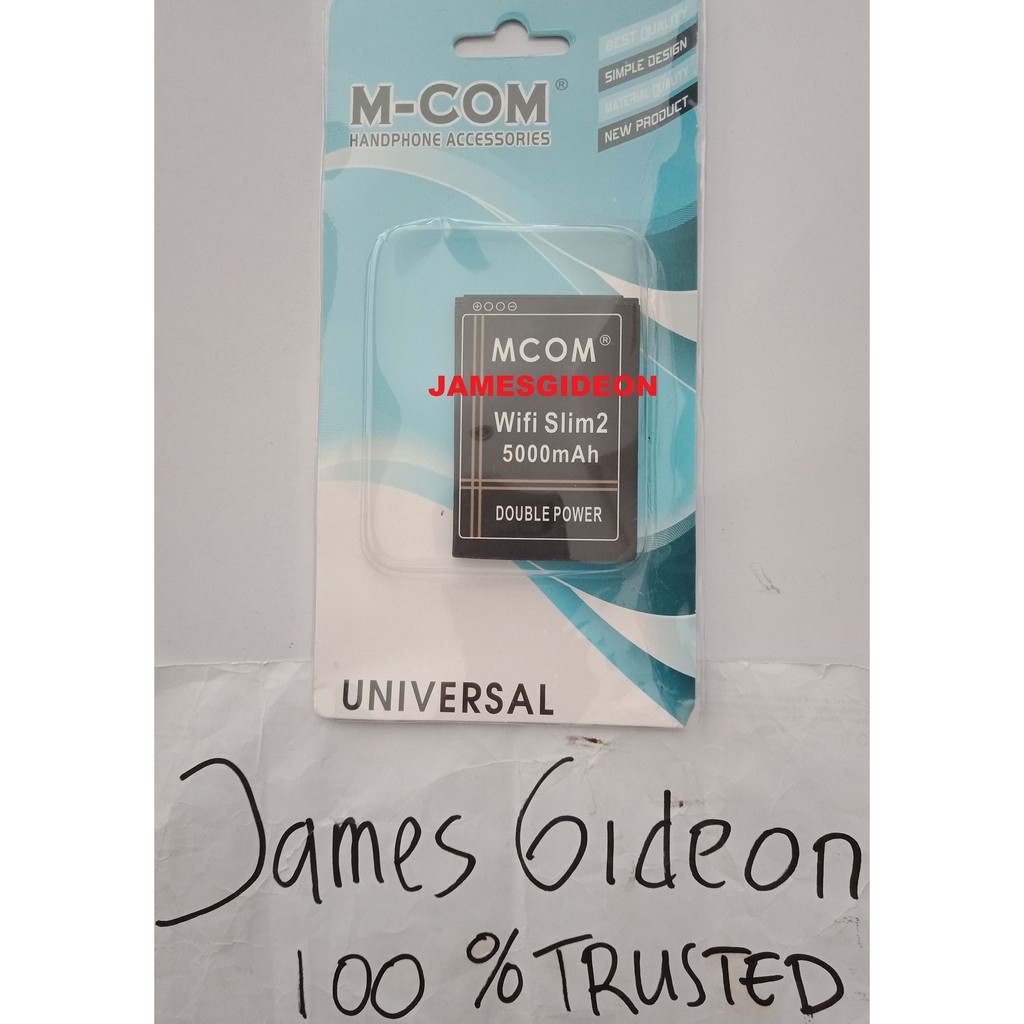 BEST QUALITY
SIMPLE DESIGN
MATERIAL QUALITY
NEW PRODUCT
M-COM®
HANDPHONE ACCESSORIES
MCOM®
JAMESGIDEON
Wifi Slim2
5000mAh
DOUBLE POWER
UNIVERSAL
James Gideon
100 % TRUSTED